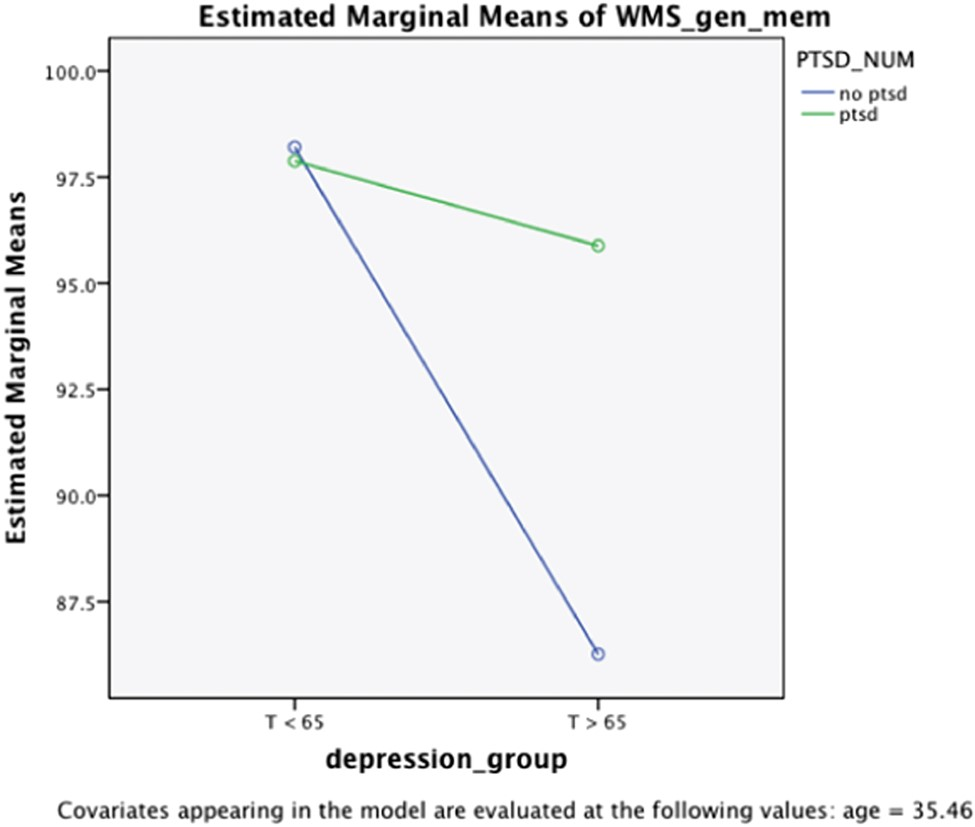 Estimated Marginal Means of WMS_gen_mem
PTSD_NUM
no ptsd
ptsd
Estimated Marginal Means
100.0
97.5
95.0
92.5
90.0
87.5
T < 65
T > 65
depression_group
Covariates appearing in the model are evaluated at the following values: age = 35.46